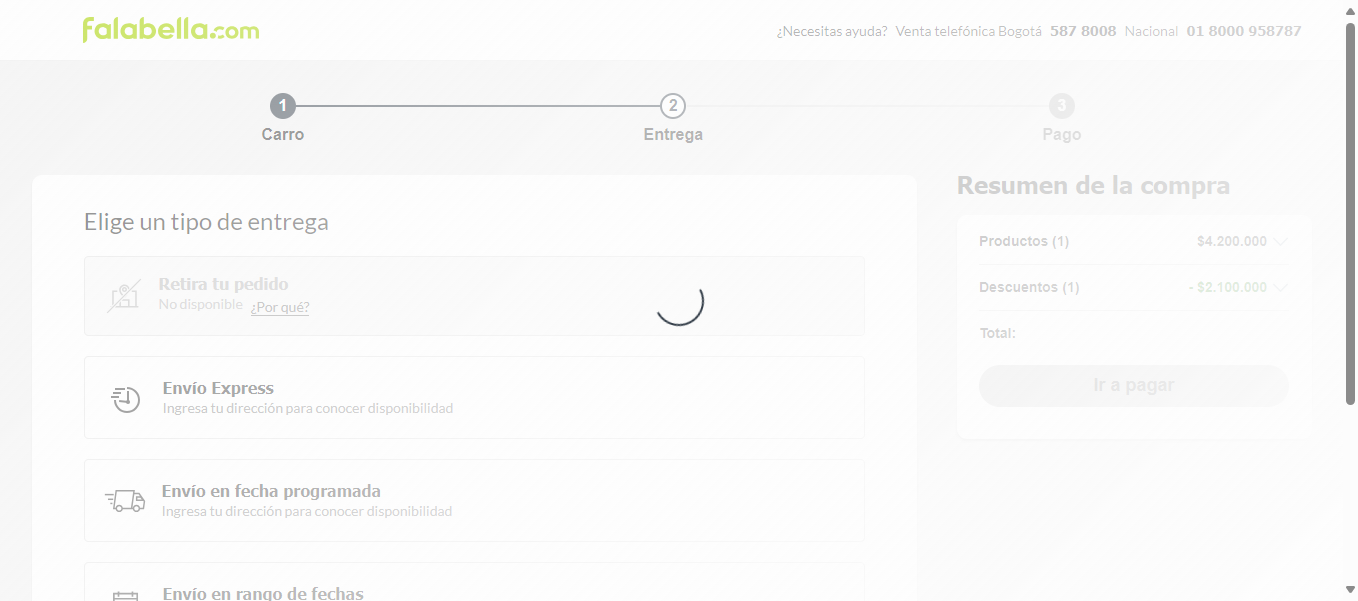 falabella.com
¿Necesitas ayuda? Venta telefónica Bogotá 587 8008 Nacional 01 8000 958787
1 2 3
Carro Entrega Pago
Elige un tipo de entrega
Retira tu pedido
No disponible ¿Por qué?
Envío Express
Ingresa tu dirección para conocer disponibilidad
Envío en fecha programada
Ingresa tu dirección para conocer disponibilidad
Envío en rango de fechas
Resumen de la compra
Productos (1) $4.200.000
Descuentos (1) - $2.100.000
Total:
Ir a pagar